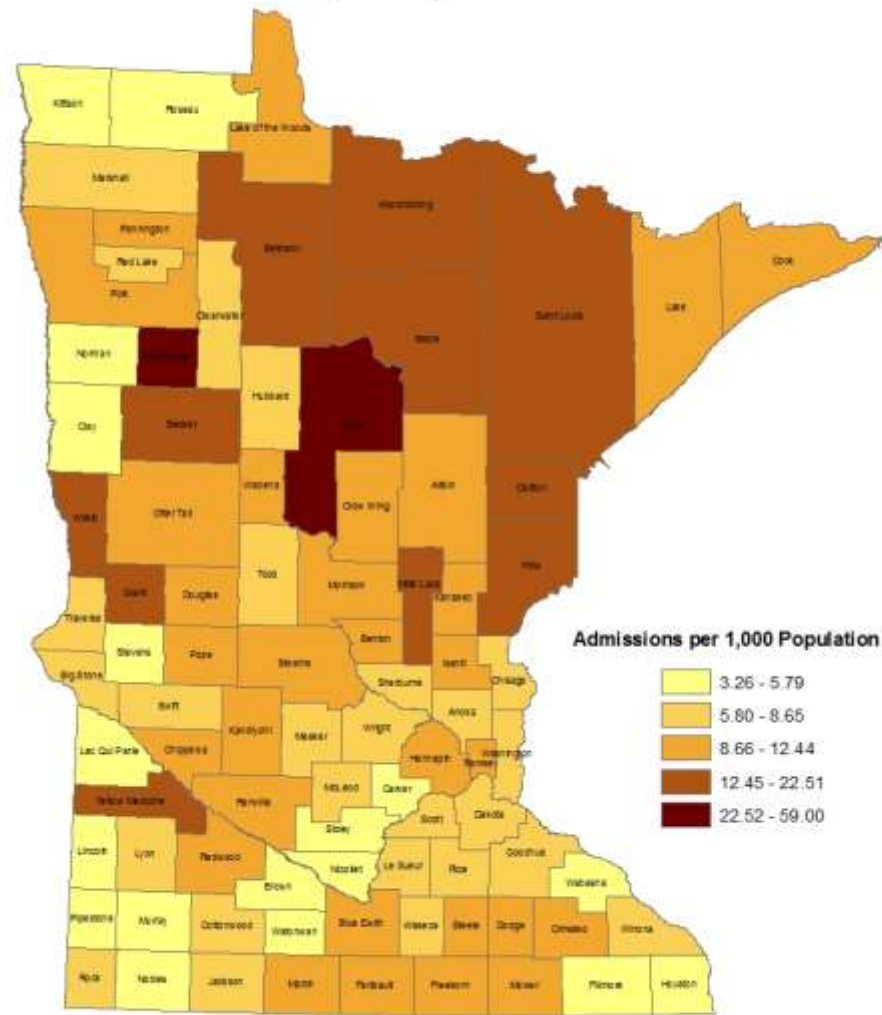 Kittson
Roseau
Lake of the Woods
Marshall
Koochiching
Pennington
Beltrami
Red Lake
Cook
Polk
Clearwater
Saint Louis
Lake
Itasca
Norman
Hubbard
Clay
Becker
Cass
Wadena
Aitkin
Carlton
Crow Wing
Wilkin
Otter Tail
Pine
Todd
Mille Lacs
Grant
Douglas
Morrison
Kanabec
Traverse
Benton
Stevens
Pope
Stearns
Isanti
Admissions per 1,000 Population
Big Stone
Sherburne
Chisago
3.26 - 5.79
Swift
Anoka
5.80 - 8.65
Kandiyohi
Meeker
Wright
Lac Qui Parle
Chippewa
Hennepin
Ramsey
Washington
8.66 - 12.44
McLeod
Carver
12.45 - 22.51
Yellow Medicine
Renville
Scott
Dakota
22.52 - 59.00
Sibley
Lincoln
Lyon
Redwood
Nicollet
Le Sueur
Rice
Goodhue
Brown
Wabasha
Pipestone
Murray
Cottonwood
Watonwan
Blue Earth
Waseca
Steele
Dodge
Olmsted
Winona
Rock
Nobles
Jackson
Martin
Faribault
Freeborn
Mower
Fillmore
Houston